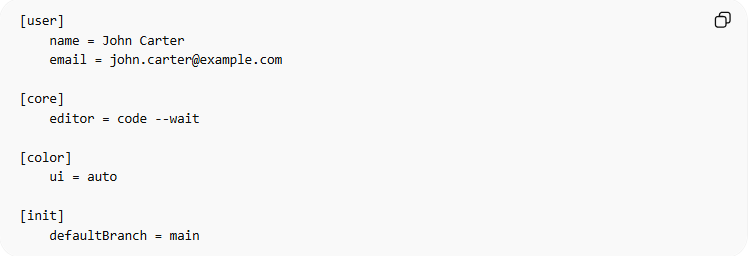 [user]
    name = John Carter
    email = john.carter@example.com

[core]
    editor = code --wait

[color]
    ui = auto

[init]
    defaultBranch = main